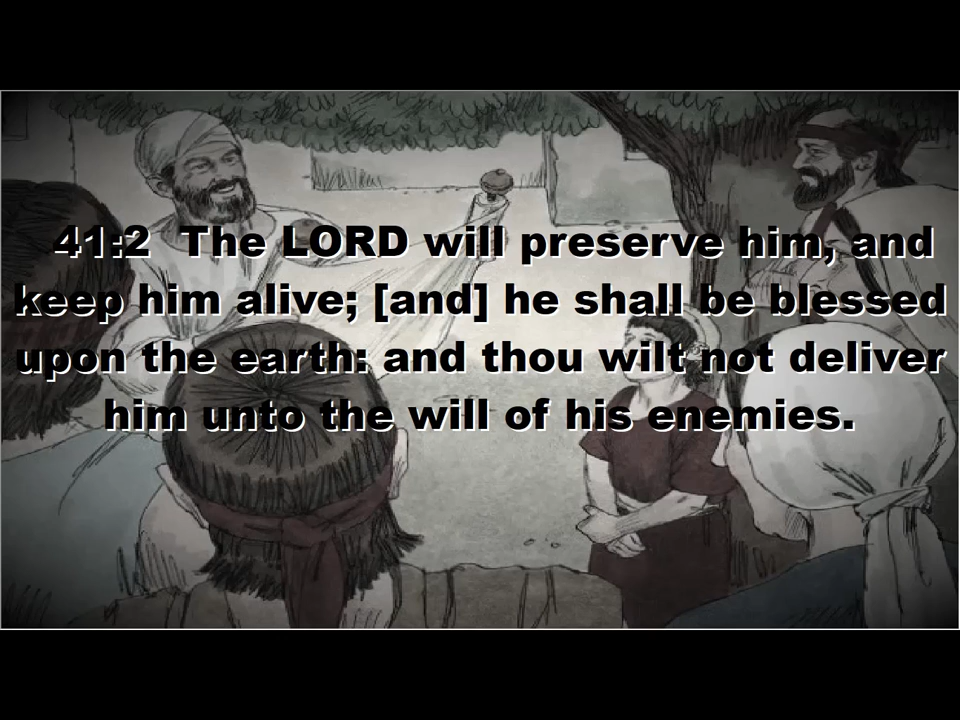 41:2 The LORD will preserve him, and
keep him alive; [and] he shall be blessed
upon the earth: and thou wilt not deliver
him unto the will of his enemies.